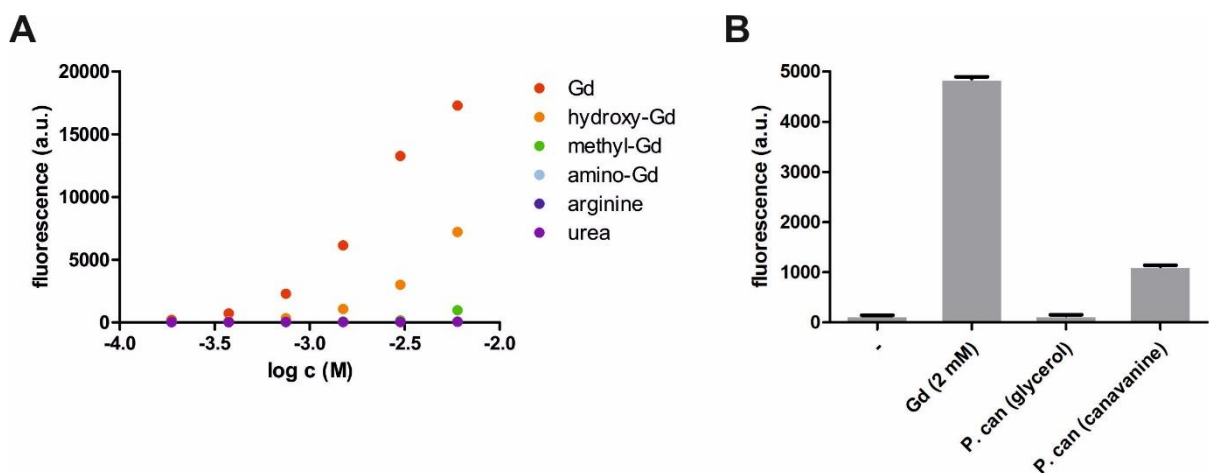 A
fluorescence (a.u.)
20000
15000
10000
5000
0
-4.0
-3.5
-3.0
-2.5
-2.0
log c (M)
Gd
hydroxy-Gd
methyl-Gd
amino-Gd
arginine
urea
B
fluorescence (a.u.)
5000
4000
3000
2000
1000
0
-
Gd (2 mM)
P. can (glycerol)
P. can (canavanine)